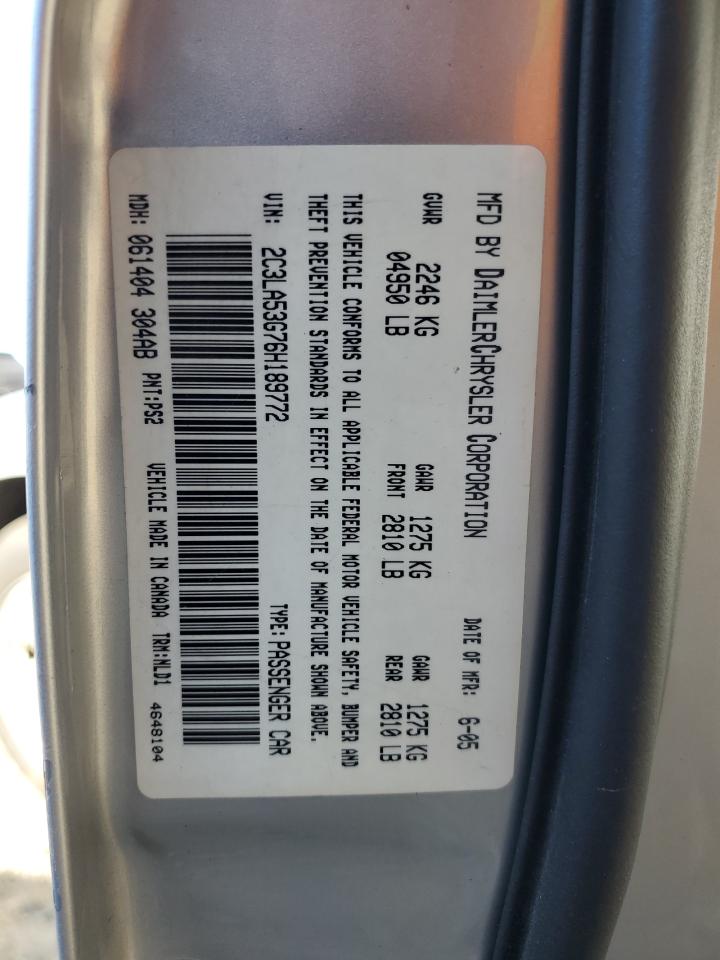 MFD BY DAIMLERCHRYSLER CORPORATION DATE OF MFR: 6-05
GVWR 2246 KG GAWR 1275 KG GAWR 1275 KG
04950 LB FRONT 2810 LB REAR 2810 LB
THIS VEHICLE CONFORMS TO ALL APPLICABLE FEDERAL MOTOR VEHICLE SAFETY, BUMPER AND
THEFT PREVENTION STANDARDS IN EFFECT ON THE DATE OF MANUFACTURE SHOWN ABOVE.
VIN: 2C3LA53G76H189772 TYPE: PASSENGER CAR
MDH: 061404 304AB PNT:PS2 VEHICLE MADE IN CANADA TRM:NLD1 4648104